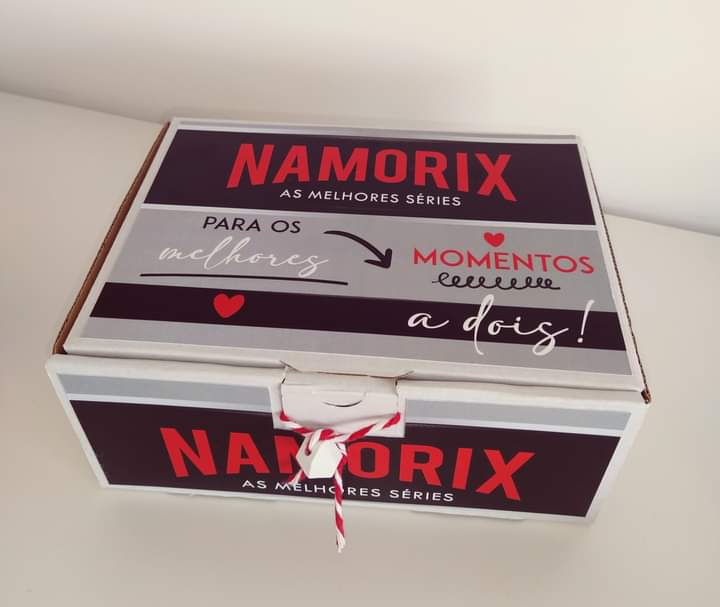 NAMORIX
AS MELHORES SÉRIES
PARA OS
melhores
MOMENTOS
a dois!
NAMORIX
AS MELHORES SÉRIES